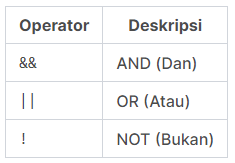 Operator Deskripsi
&& AND (Dan)
|| OR (Atau)
! NOT (Bukan)